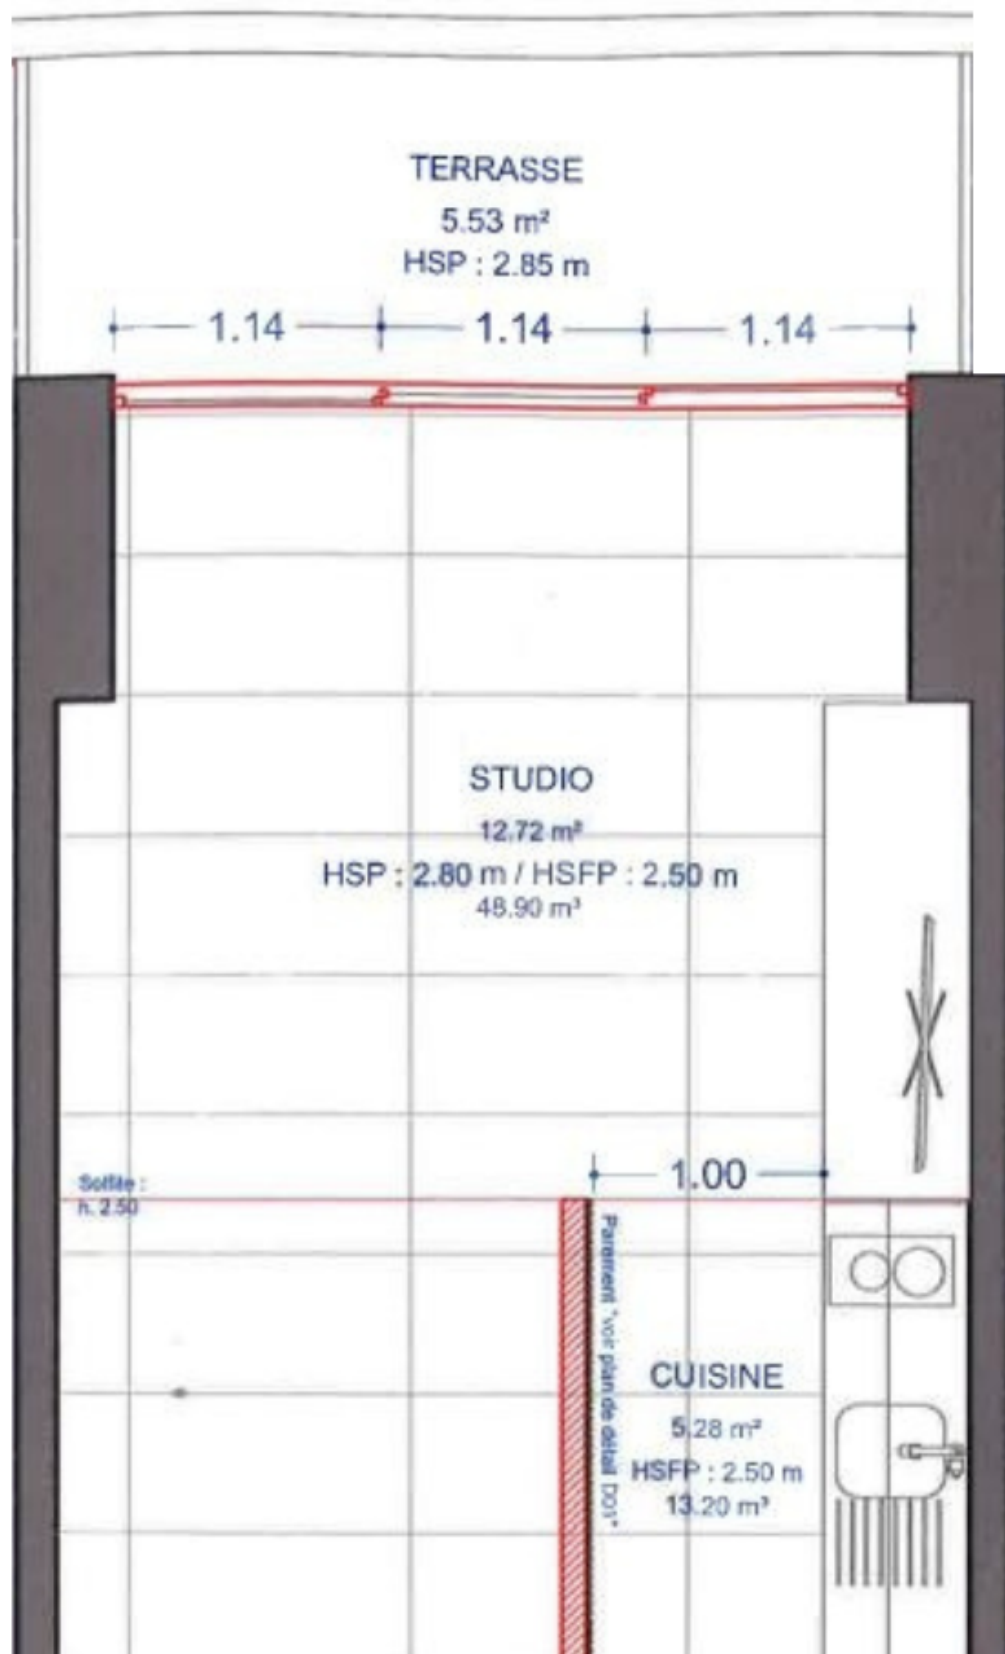 TERRASSE
5.53 m²
HSP : 2.85 m
1.14 1.14 1.14
STUDIO
12.72 m²
HSP : 2.80 m / HSFP : 2.50 m
48.90 m³
1.00
Soffite :
h. 2.50
Parement "voir plan de détail D01"
CUISINE
5.28 m²
HSFP : 2.50 m
13.20 m³